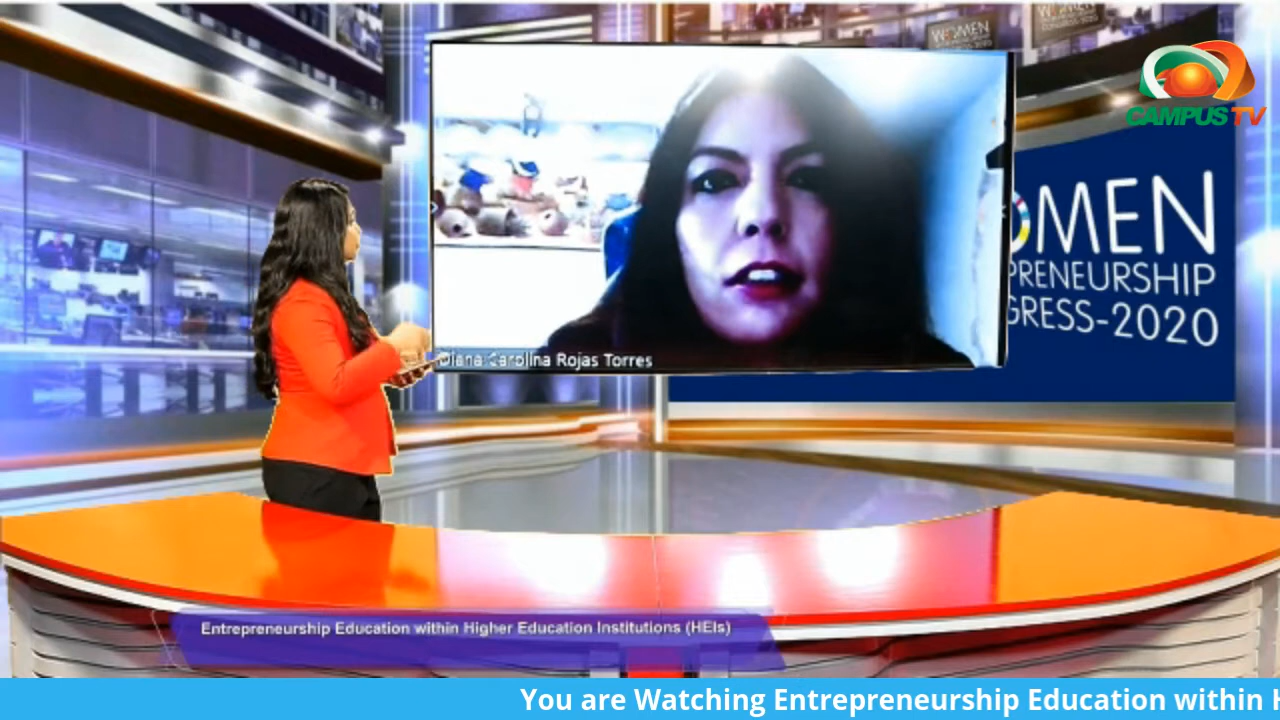 WOMEN
CAMPUS TV
OMEN
PRENEURSHIP
GRESS-2020
Diana Carolina Rojas Torres
Entrepreneurship Education within Higher Education Institutions (HEIs)
You are Watching Entrepreneurship Education within H